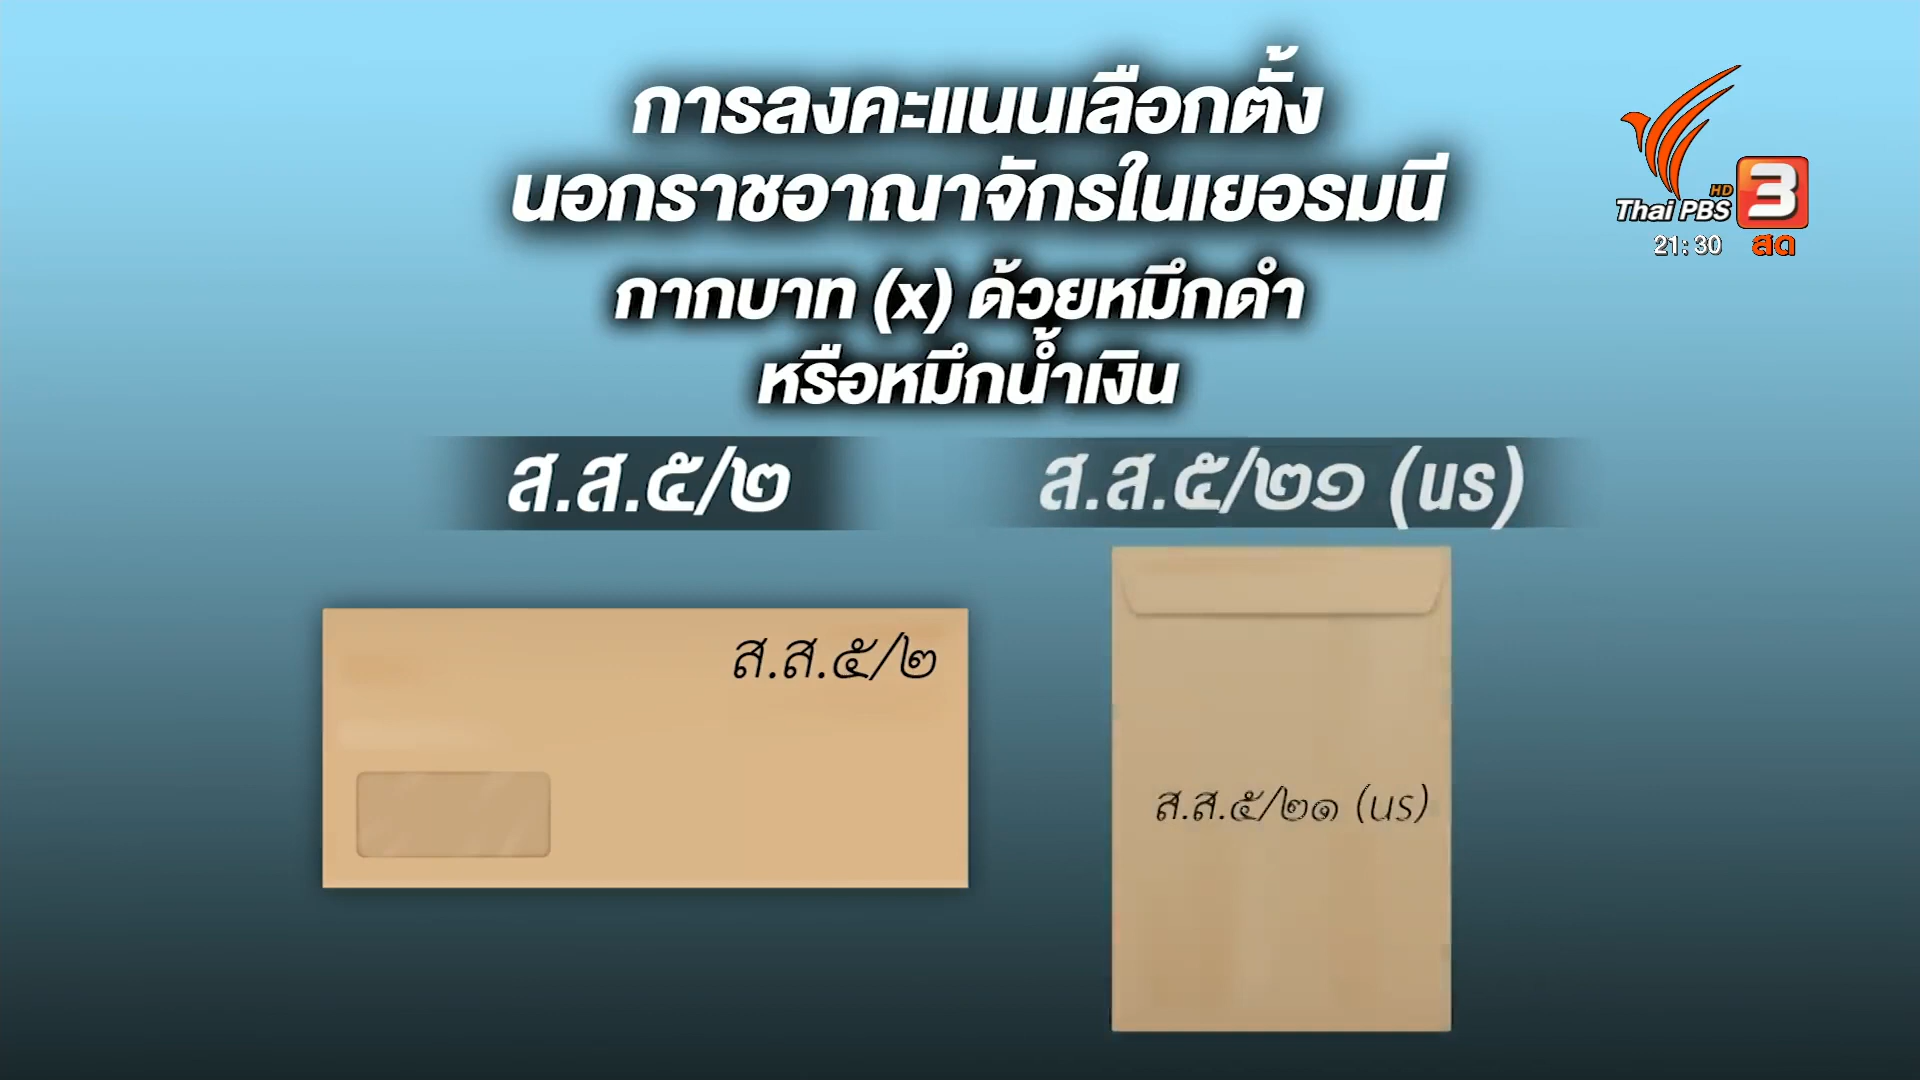 การลงคะแนนเลือกตั้ง
นอกราชอาณาจักรในเยอรมนี
กากบาท (x) ด้วยหมึกดำ
หรือหมึกน้ำเงิน
Thai PBS HD 3
21:30 สด
ส.ส.๕/๒
ส.ส.๕/๒๑ (นร)
ส.ส.๕/๒
ส.ส.๕/๒๑ (นร)